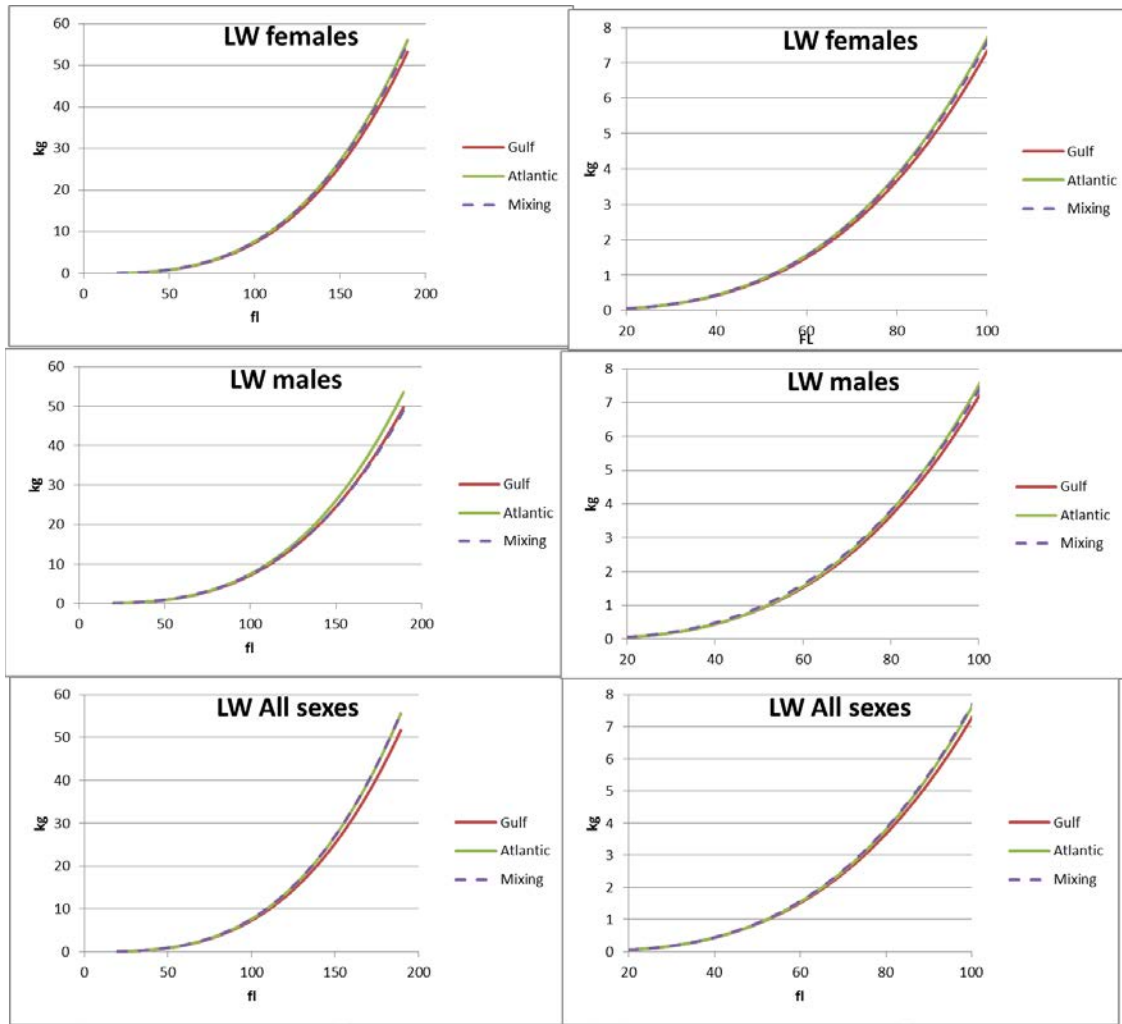 LW females
60
50
40
30
20
10
0
kg
0 50 100 150 200
fl
Gulf
Atlantic
Mixing
LW females
8
7
6
5
4
3
2
1
0
kg
20 40 60 80 100
FL
Gulf
Atlantic
Mixing
LW males
60
50
40
30
20
10
0
kg
0 50 100 150 200
fl
Gulf
Atlantic
Mixing
LW males
8
7
6
5
4
3
2
1
0
kg
20 40 60 80 100
FL
Gulf
Atlantic
Mixing
LW All sexes
60
50
40
30
20
10
0
kg
0 50 100 150 200
fl
Gulf
Atlantic
Mixing
LW All sexes
8
7
6
5
4
3
2
1
0
kg
20 40 60 80 100
fl
Gulf
Atlantic
Mixing